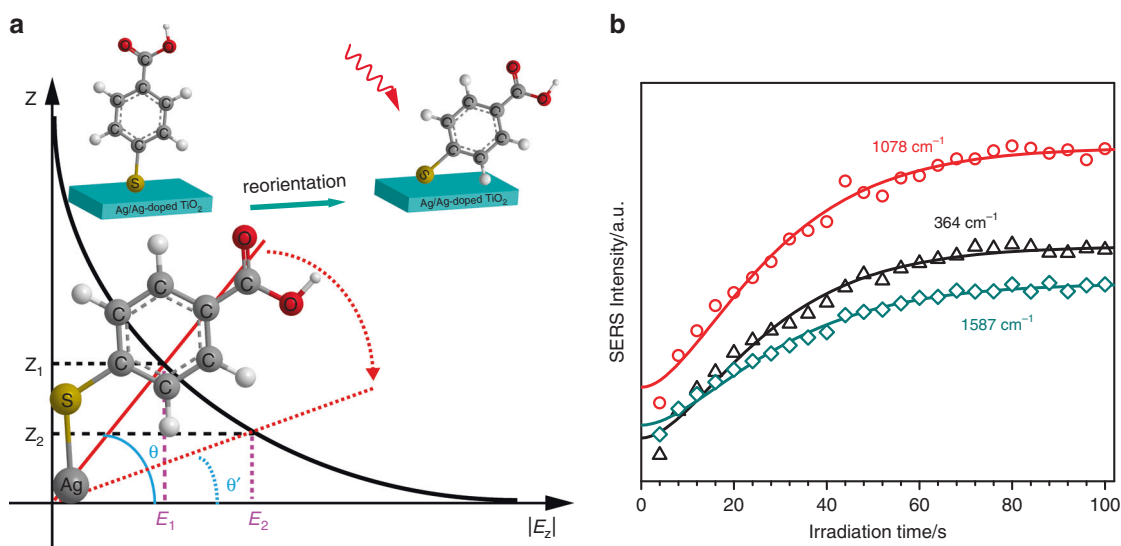 a
Z
O
O
C
C
C
C
C
C
C
S
Ag/Ag-doped TiO₂
reorientation
O
C
O
C
C
C
C
C
C
S
Ag/Ag-doped TiO₂
O
C
O
C
C
C
C
C
C
S
Ag
Z₁
Z₂
θ
θ′
E₁
E₂
|E_z|
b
SERS Intensity/a.u.
1078 cm⁻¹
364 cm⁻¹
1587 cm⁻¹
0
20
40
60
80
100
Irradiation time/s